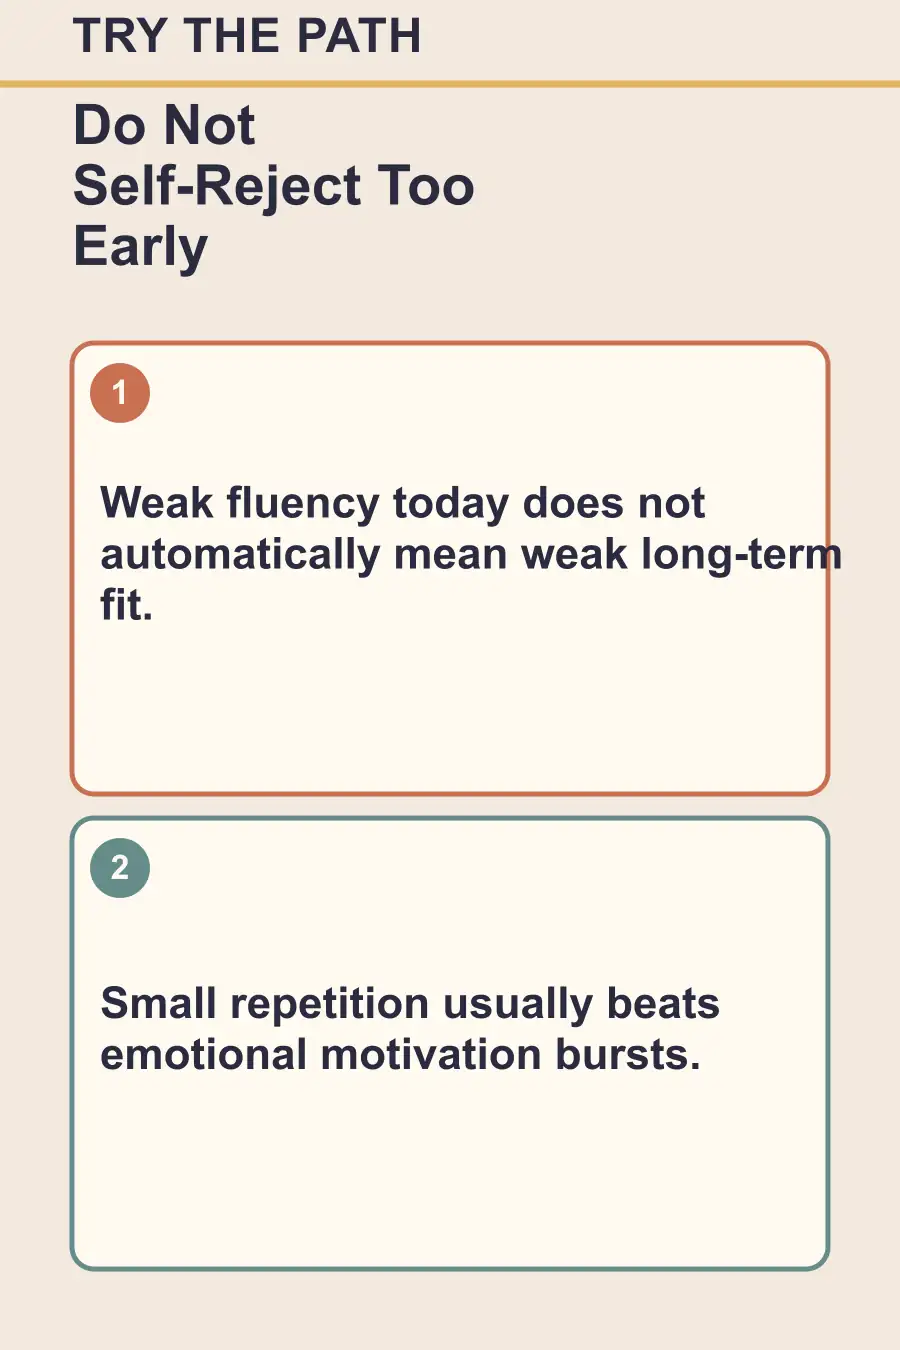 TRY THE PATH
Do Not
Self-Reject Too
Early
1
Weak fluency today does not
automatically mean weak long-term
fit.
2
Small repetition usually beats
emotional motivation bursts.